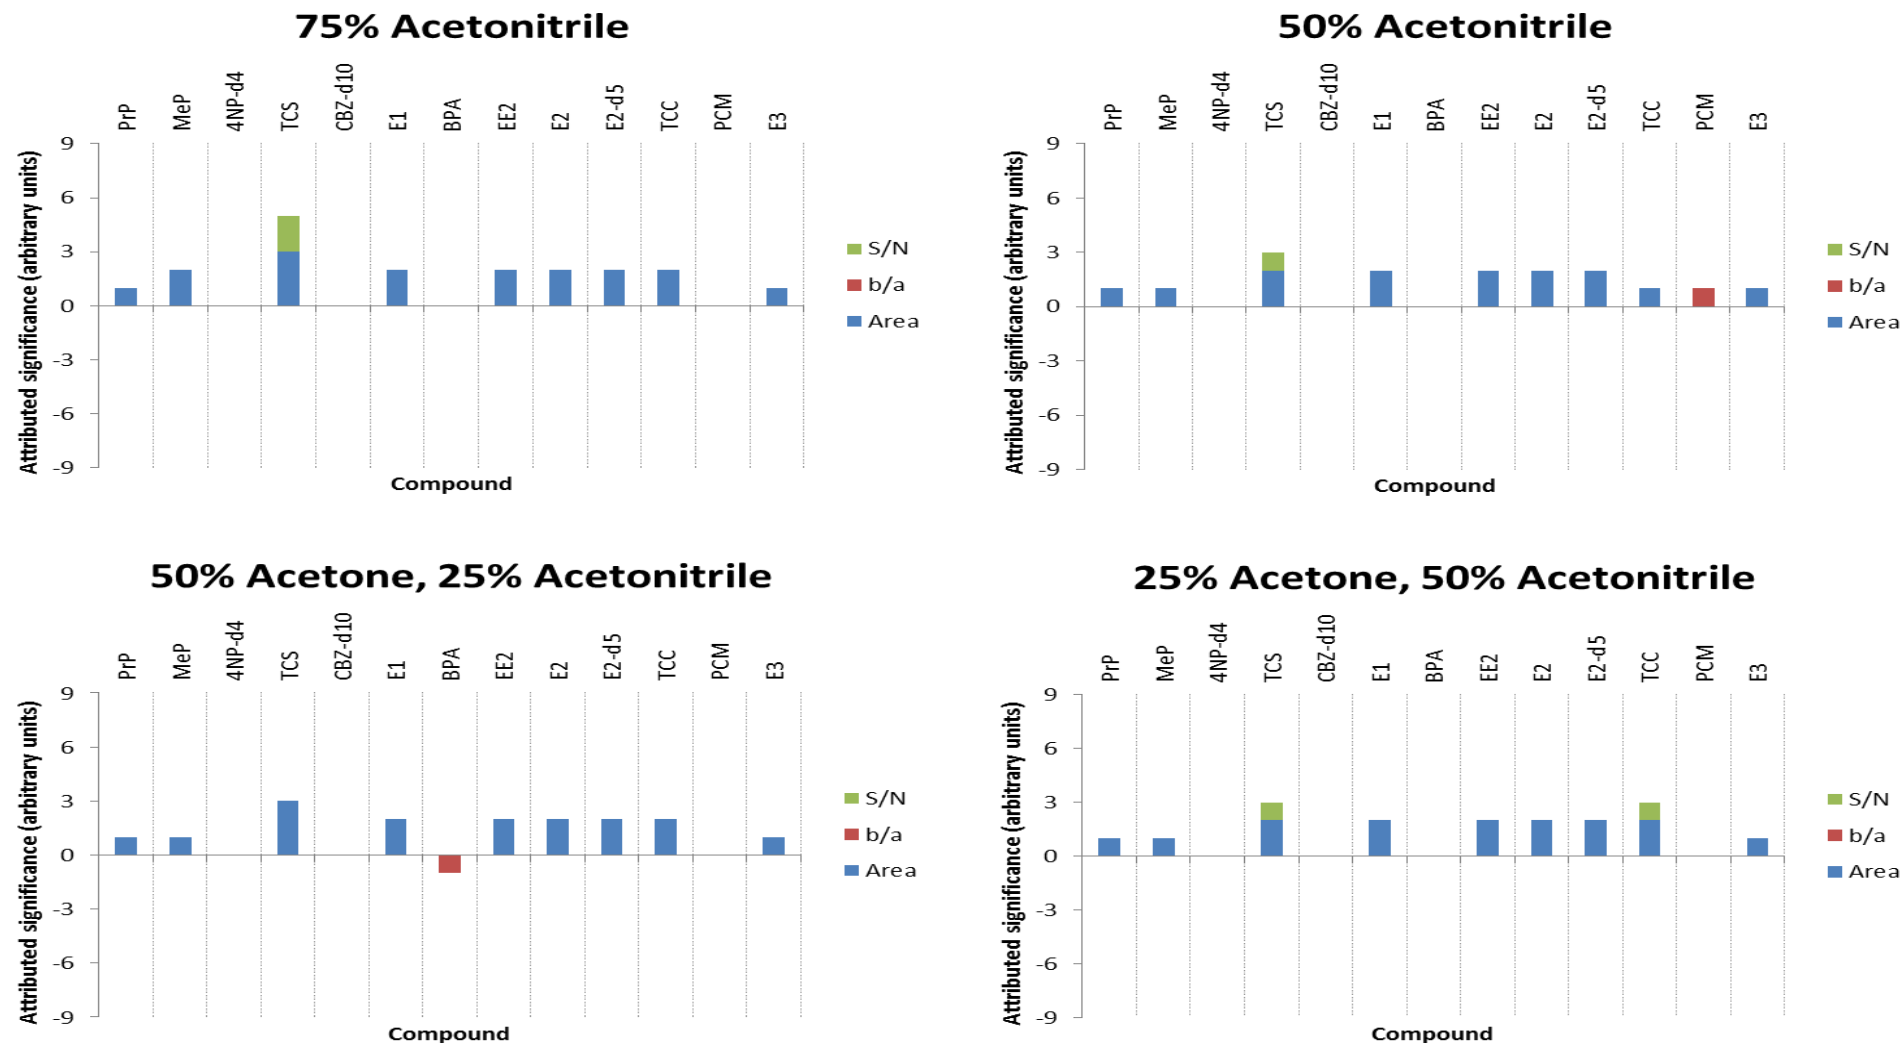 75% Acetonitrile
PrP MeP 4NP-d4 TCS CBZ-d10 E1 BPA EE2 E2 E2-d5 TCC PCM E3
Attributed significance (arbitrary units)
9
6
3
0
-3
-6
-9
S/N
b/a
Area
Compound
50% Acetonitrile
PrP MeP 4NP-d4 TCS CBZ-d10 E1 BPA EE2 E2 E2-d5 TCC PCM E3
Attributed significance (arbitrary units)
9
6
3
0
-3
-6
-9
S/N
b/a
Area
Compound
50% Acetone, 25% Acetonitrile
PrP MeP 4NP-d4 TCS CBZ-d10 E1 BPA EE2 E2 E2-d5 TCC PCM E3
Attributed significance (arbitrary units)
9
6
3
0
-3
-6
-9
S/N
b/a
Area
Compound
25% Acetone, 50% Acetonitrile
PrP MeP 4NP-d4 TCS CBZ-d10 E1 BPA EE2 E2 E2-d5 TCC PCM E3
Attributed significance (arbitrary units)
9
6
3
0
-3
-6
-9
S/N
b/a
Area
Compound